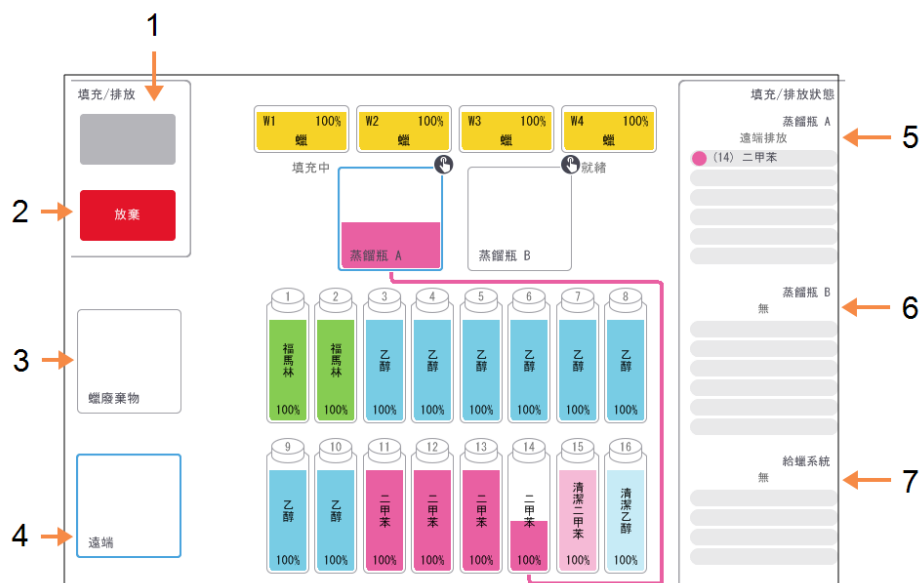 1
填充/排放
2
放棄
3
蠟廢棄物
4
遠端
W1 100%
蠟
W2 100%
蠟
W3 100%
蠟
W4 100%
蠟
填充中
蒸餾瓶 A
就緒
蒸餾瓶 B
1
福馬林
100%
2
福馬林
100%
3
乙醇
100%
4
乙醇
100%
5
乙醇
100%
6
乙醇
100%
7
乙醇
100%
8
乙醇
100%
9
乙醇
100%
10
乙醇
100%
11
二甲苯
100%
12
二甲苯
100%
13
二甲苯
100%
14
二甲苯
100%
15
清潔二甲苯
100%
16
清潔乙醇
100%
填充/排放狀態
蒸餾瓶 A
遠端排放
(14) 二甲苯
5
蒸餾瓶 B
無
6
給蠟系統
無
7